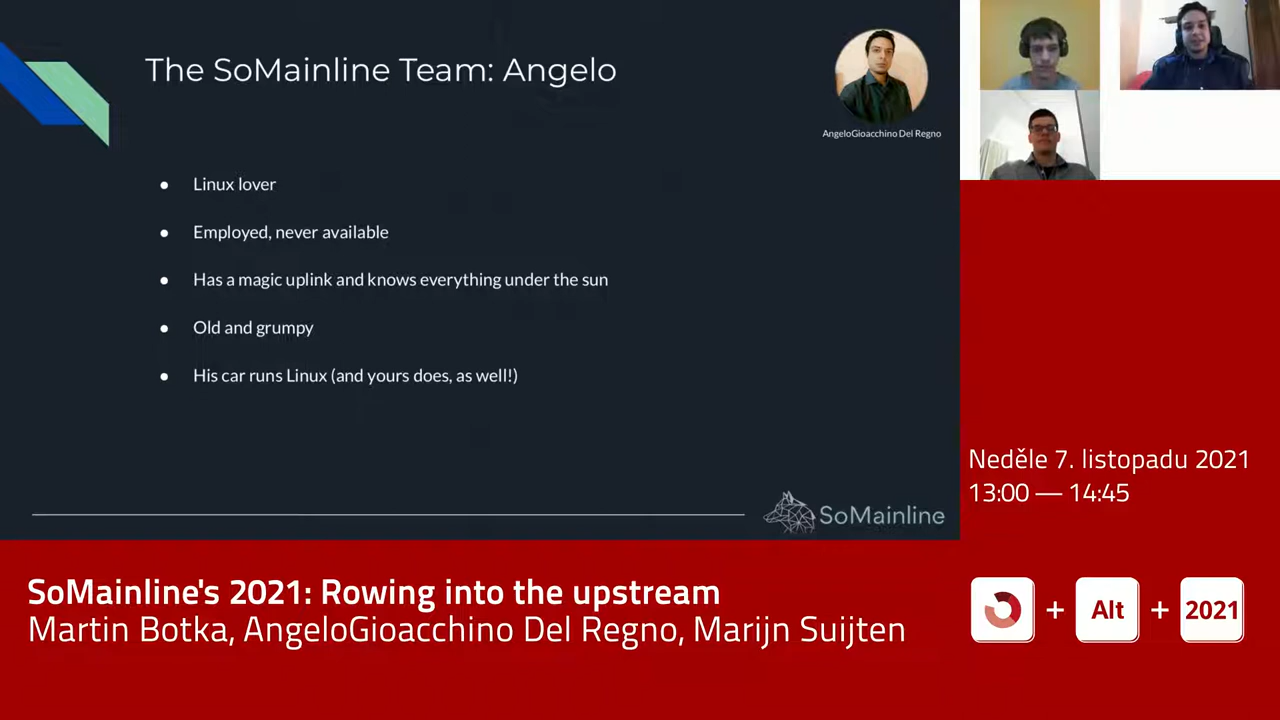 The SoMainline Team: Angelo
AngeloGioacchino Del Regno
● Linux lover
● Employed, never available
● Has a magic uplink and knows everything under the sun
● Old and grumpy
● His car runs Linux (and yours does, as well!)
SoMainline
Neděle 7. listopadu 2021
13:00 — 14:45
SoMainline's 2021: Rowing into the upstream
Martin Botka, AngeloGioacchino Del Regno, Marijn Suijten
+ Alt + 2021